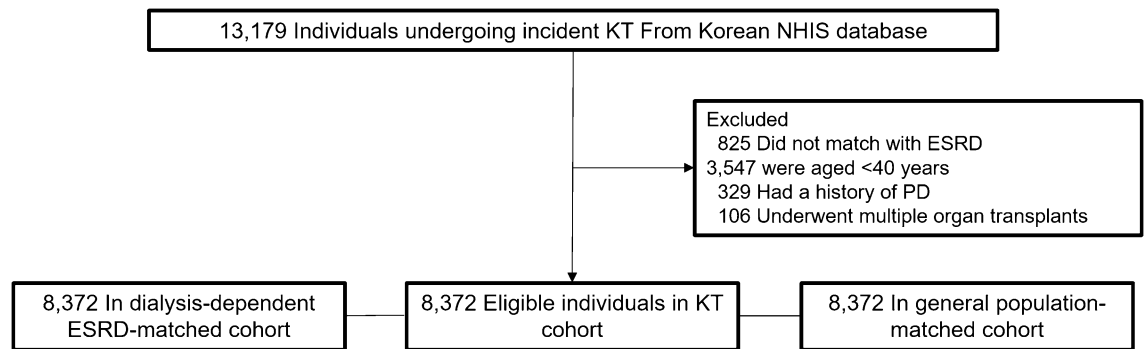 13,179 Individuals undergoing incident KT From Korean NHIS database
Excluded
825 Did not match with ESRD
3,547 were aged <40 years
329 Had a history of PD
106 Underwent multiple organ transplants
8,372 In dialysis-dependent
ESRD-matched cohort
8,372 Eligible individuals in KT
cohort
8,372 In general population-
matched cohort